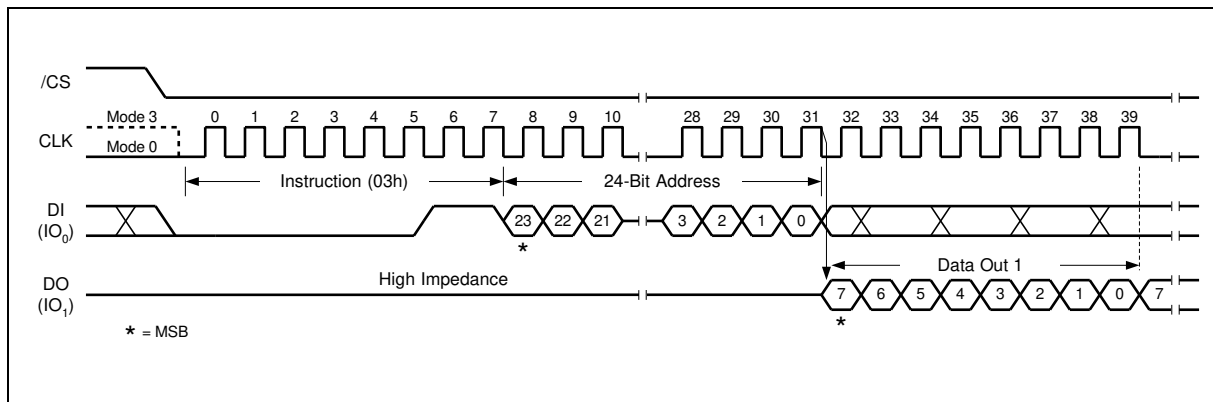 /CS
Mode 3
0 1 2 3 4 5 6 7 8 9 10 28 29 30 31 32 33 34 35 36 37 38 39
CLK
Mode 0
Instruction (03h) 24-Bit Address
DI
(IO0)
23 22 21 3 2 1 0
*
High Impedance
Data Out 1
DO
(IO1)
7 6 5 4 3 2 1 0 7
*
* = MSB